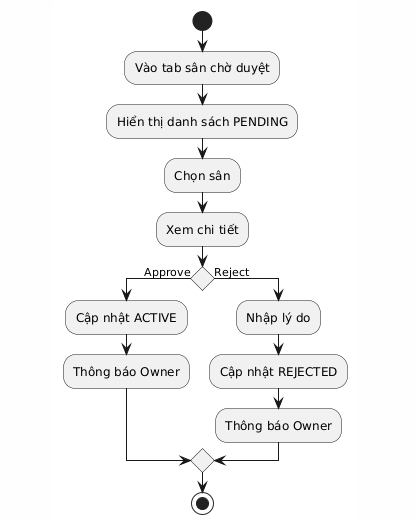 Vào tab sân chờ duyệt
Hiển thị danh sách PENDING
Chọn sân
Xem chi tiết
Approve
Reject
Cập nhật ACTIVE
Nhập lý do
Thông báo Owner
Cập nhật REJECTED
Thông báo Owner